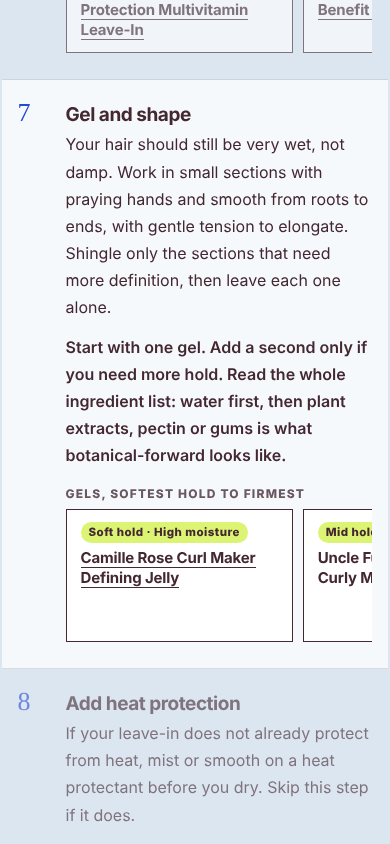 Protection Multivitamin
Leave-In
Benefit
7
Gel and shape
Your hair should still be very wet, not
damp. Work in small sections with
praying hands and smooth from roots to
ends, with gentle tension to elongate.
Shingle only the sections that need
more definition, then leave each one
alone.
Start with one gel. Add a second only if
you need more hold. Read the whole
ingredient list: water first, then plant
extracts, pectin or gums is what
botanical-forward looks like.
GELS, SOFTEST HOLD TO FIRMEST
Soft hold · High moisture
Camille Rose Curl Maker
Defining Jelly
Mid
Uncle
Curly
8
Add heat protection
If your leave-in does not already protect
from heat, mist or smooth on a heat
protectant before you dry. Skip this step
if it does.